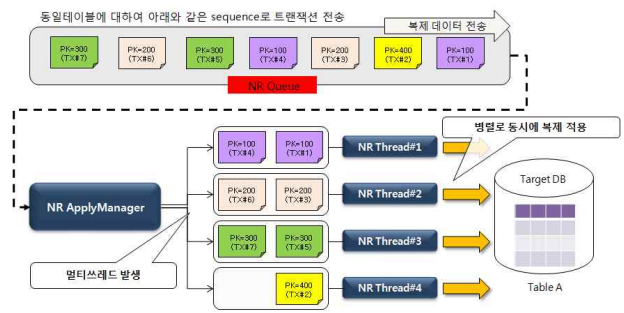 동일테이블에 대하여 아래와 같은 sequence로 트랜잭션 전송
복제 데이터 전송
PK=300
(TX#7)
PK=200
(TX#6)
PK=300
(TX#5)
PK=100
(TX#4)
PK=200
(TX#3)
PK=400
(TX#2)
PK=100
(TX#1)
NR Queue
병렬로 동시에 복제 적용
PK=100
(TX#4)
PK=100
(TX#1)
NR Thread#1
NR ApplyManager
PK=200
(TX#6)
PK=200
(TX#3)
NR Thread#2
Target DB
멀티쓰레드 발생
PK=300
(TX#7)
PK=300
(TX#5)
NR Thread#3
PK=400
(TX#2)
NR Thread#4
Table A